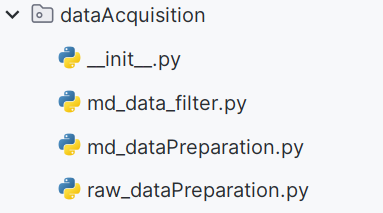 dataAcquisition
__init__.py
md_data_filter.py
md_dataPreparation.py
raw_dataPreparation.py